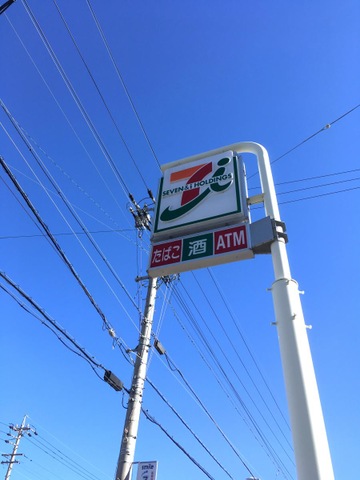 7i
SEVEN&i HOLDINGS
たばこ 酒 ATM